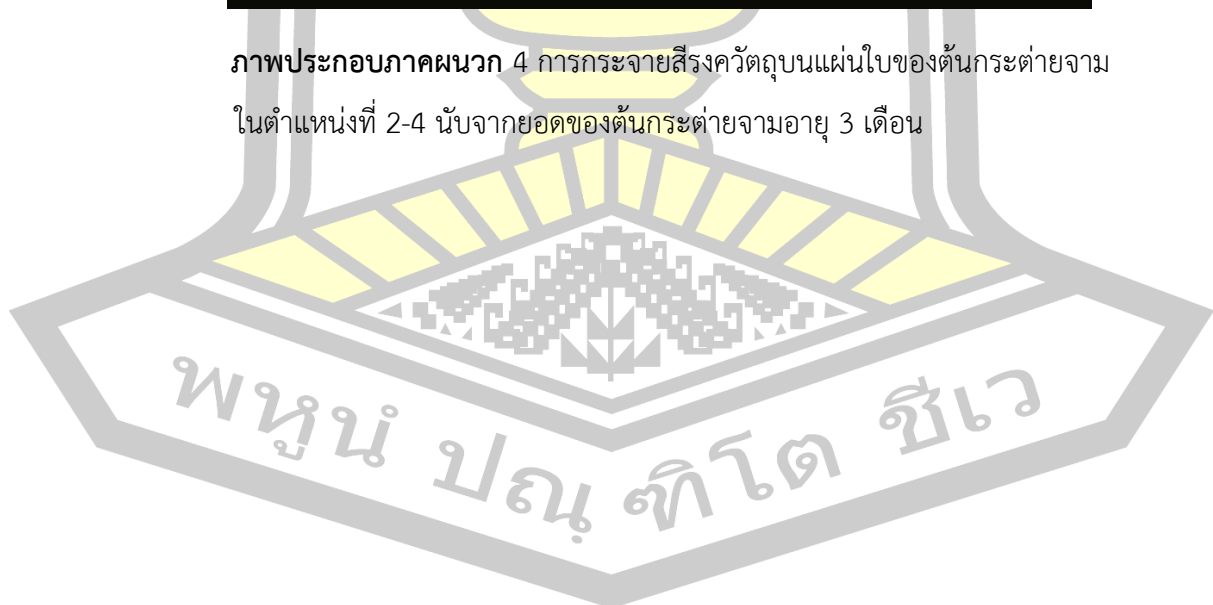 ภาพประกอบภาคผนวก 4 การกระจายสีรงควัตถุบนแผ่นใบของต้นกระต่ายจาม
ในตำแหน่งที่ 2-4 นับจากยอดของต้นกระต่ายจามอายุ 3 เดือน
พหูนํ ปณฺฑิโต ชีเว